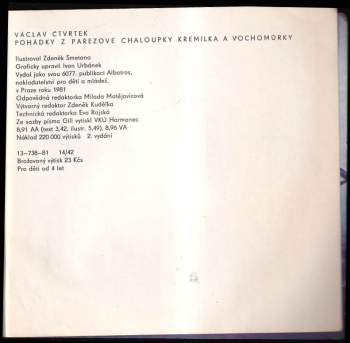 VÁCLAV ČTVRTEK
POHÁDKY Z PAŘEZOVÉ CHALOUPKY KŘEMÍLKA A VOCHOMŮRKY
Ilustroval Zdeněk Smetana
Graficky upravil Ivan Urbánek
Vydal jako svou 6077. publikaci Albatros,
nakladatelství pro děti a mládež,
v Praze roku 1981
Odpovědná redaktorka Milada Matějovicová
Výtvarný redaktor Zdeněk Kudělka
Technická redaktorka Eva Rajská
Ze sazby písma Gill vytiskl VKÚ Harmanec
8,91 AA (text 3,42, ilustr. 5,49), 8,96 VA
Náklad 220 000 výtisků 2. vydání
13–738–81 14/42
Brožovaný výtisk 23 Kčs
Pro děti od 4 let